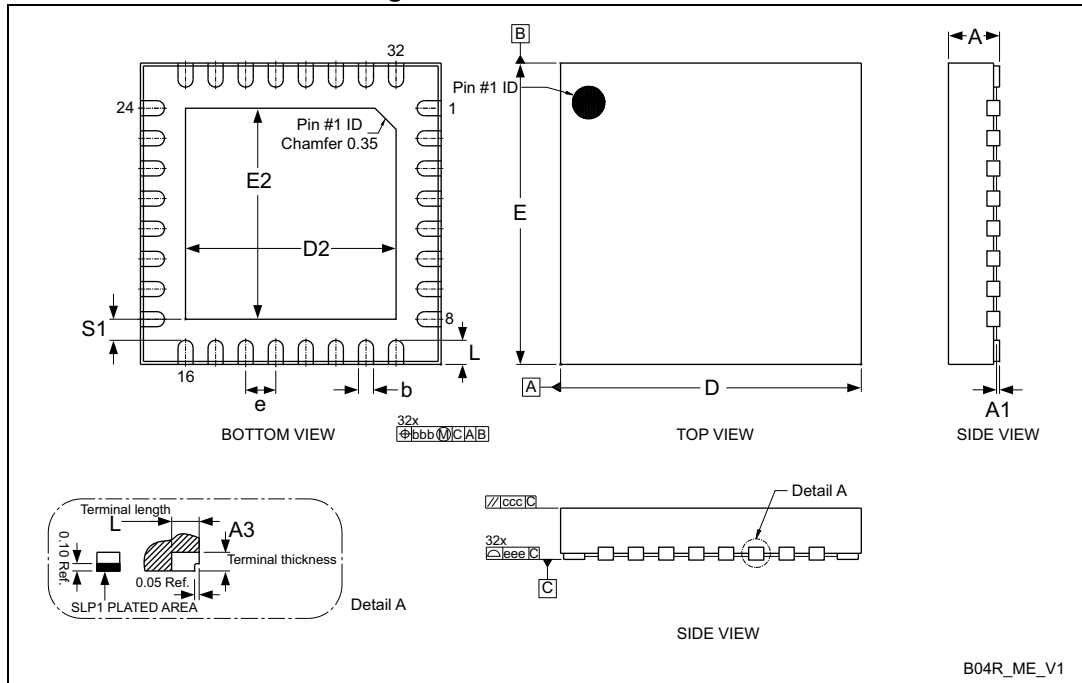 32
24
1
Pin #1 ID
Chamfer 0.35
E2
D2
S1
8
L
16
e
b
BOTTOM VIEW
32x
⌖ bbb Ⓜ C A B
B
Pin #1 ID
E
A
D
TOP VIEW
A
A1
SIDE VIEW
Terminal length
L
A3
0.10 Ref.
Terminal thickness
0.05 Ref.
SLP1 PLATED AREA
Detail A
// ccc C
Detail A
32x
⌓ eee C
C
SIDE VIEW
B04R_ME_V1